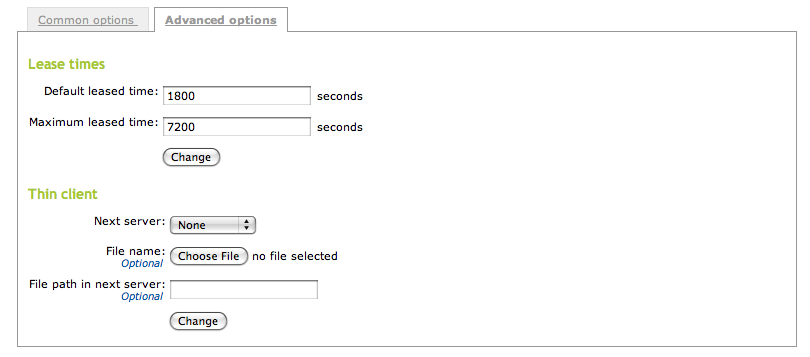 Common options
Advanced options
Lease times
Default leased time: 1800 seconds
Maximum leased time: 7200 seconds
Change
Thin client
Next server: None
File name: Choose File no file selected
Optional
File path in next server:
Optional
Change